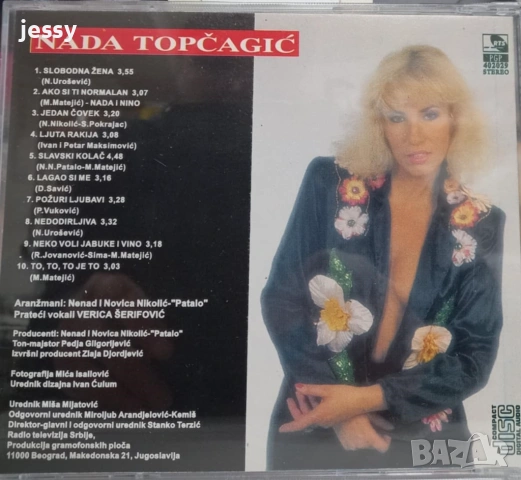 jessy
NADA TOPČAGIĆ
1. SLOBODNA ŽENA 3,55
(N.Urošević)
2. AKO SI TI NORMALAN 3,07
(M.Matejić) - NADA I NINO
3. JEDAN ČOVEK 3,20
(N.Nikolić-S.Pokrajac)
4. LJUTA RAKIJA 3,08
(Ivan i Petar Maksimović)
5. SLAVSKI KOLAČ 4,48
(N.N.Patalo-M.Matejić)
6. LAGAO SI ME 3,16
(D.Savić)
7. POŽURI LJUBAVI 3,28
(P.Vuković)
8. NEDODIRLJIVA 3,32
(N.Urošević)
9. NEKO VOLI JABUKE I VINO 3,18
(R.Jovanović-Sima-M.Matejić)
10. TO, TO, TO JE TO 3,03
(M.Matejić)
Aranžmani: Nenad i Novica Nikolić-"Patalo"
Prateći vokali VERICA ŠERIFOVIĆ
Producenti: Nenad i Novica Nikolić-"Patalo"
Ton-majstor Pedja Gligorijević
Izvršni producent Zlaja Djordjević
Fotografija Mića Isailović
Urednik dizajna Ivan Ćulum
Urednik Miša Mijatović
Odgovorni urednik Miroljub Arandjelović-Kemiš
Direktor-glavni i odgovorni urednik Stanko Terzić
Radio televizije Srbije,
Produkcija gramofonskih ploča
11000 Beograd, Makedonska 21, Jugoslavija
RTS
PGP
402029
STEREO
COMPACT
disc
DIGITAL AUDIO
BAZAR